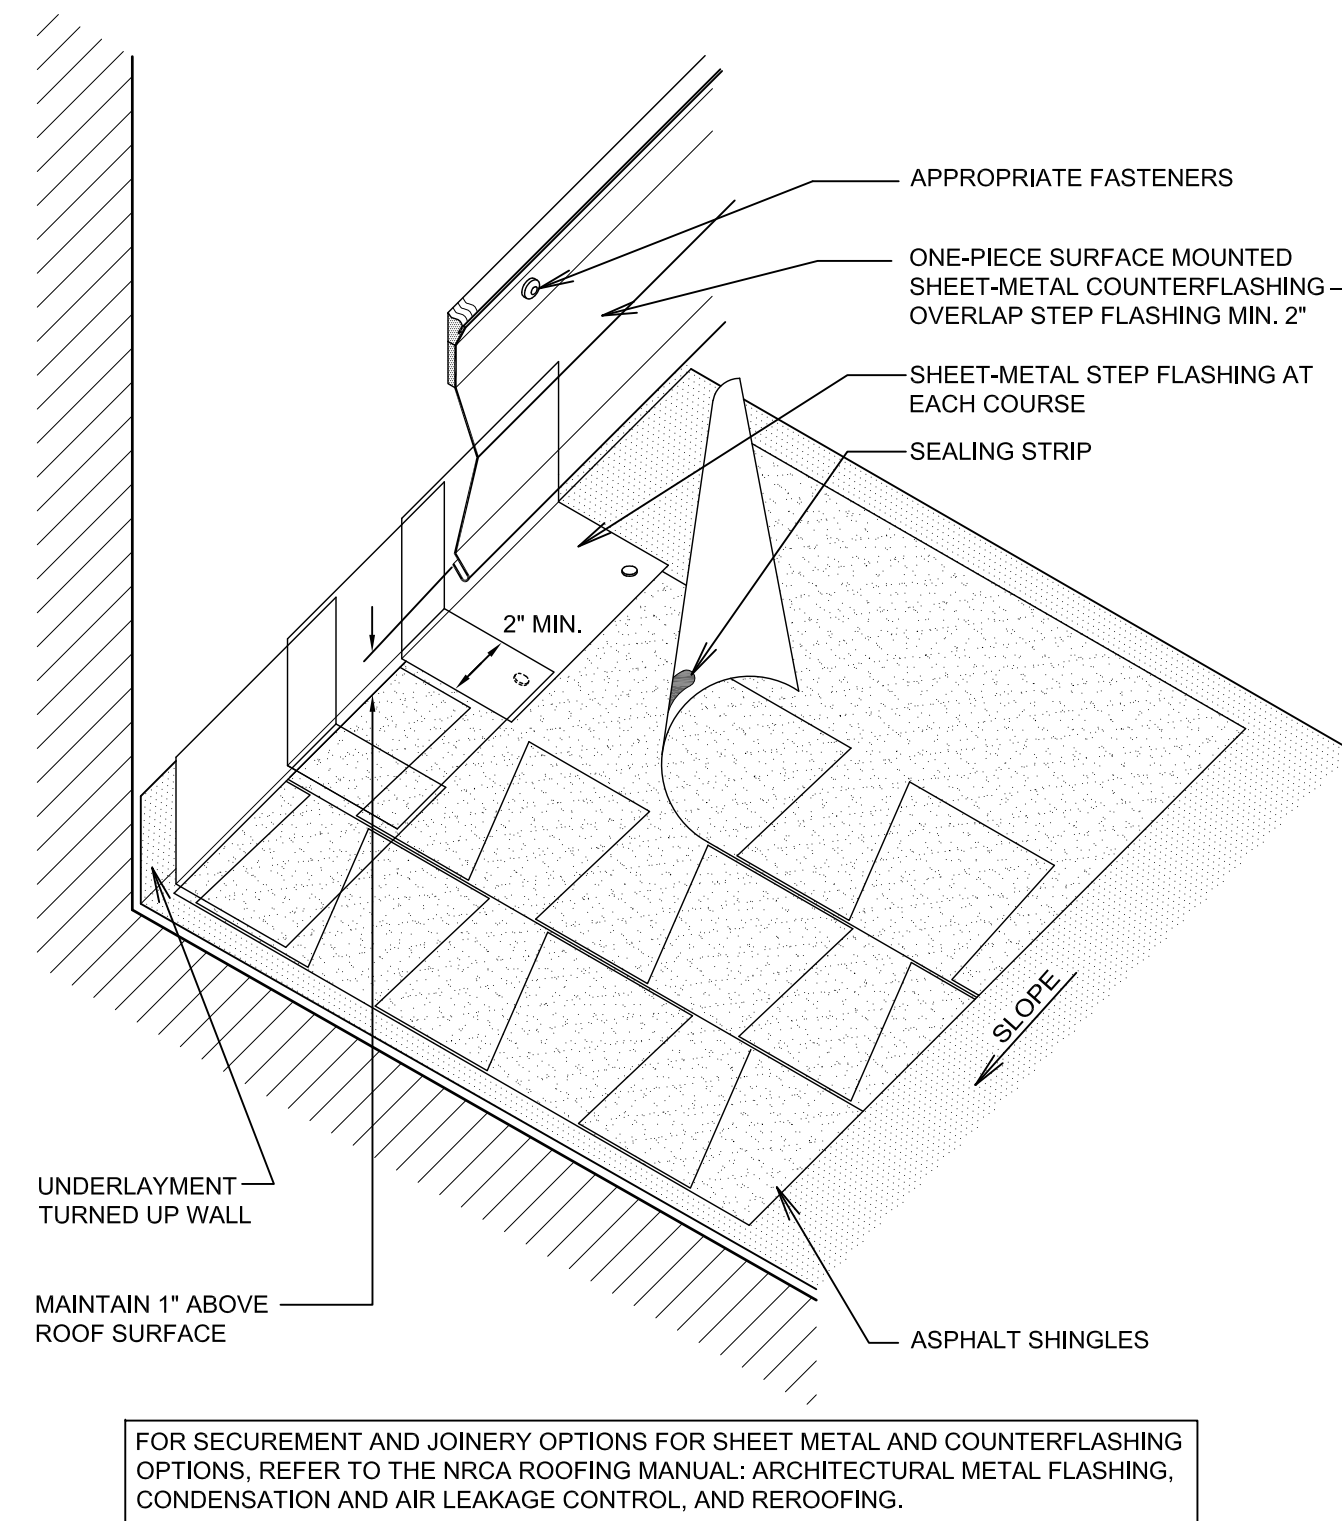 APPROPRIATE FASTENERS
ONE-PIECE SURFACE MOUNTED
SHEET-METAL COUNTERFLASHING –
OVERLAP STEP FLASHING MIN. 2"
SHEET-METAL STEP FLASHING AT
EACH COURSE
SEALING STRIP
2" MIN.
SLOPE
UNDERLAYMENT
TURNED UP WALL
MAINTAIN 1" ABOVE
ROOF SURFACE
ASPHALT SHINGLES
FOR SECUREMENT AND JOINERY OPTIONS FOR SHEET METAL AND COUNTERFLASHING
OPTIONS, REFER TO THE NRCA ROOFING MANUAL: ARCHITECTURAL METAL FLASHING,
CONDENSATION AND AIR LEAKAGE CONTROL, AND REROOFING.